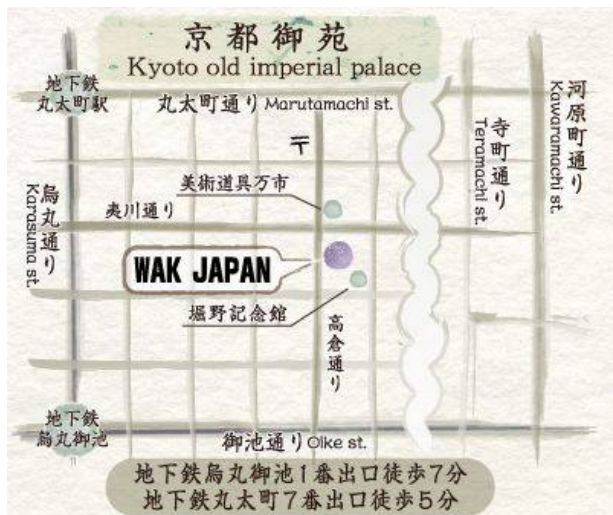 京都御苑
Kyoto old imperial palace
地下鉄
丸太町駅
丸太町通り Marutamachi st.
河原町通り
Kawaramachi st.
寺町通り
Teramachi st.
〒
美術道具万市
烏丸通り
Karasuma st.
夷川通り
WAK JAPAN
堀野記念館
高倉通り
地下鉄
烏丸御池
御池通り Oike st.
地下鉄烏丸御池1番出口徒歩7分
地下鉄丸太町7番出口徒歩5分